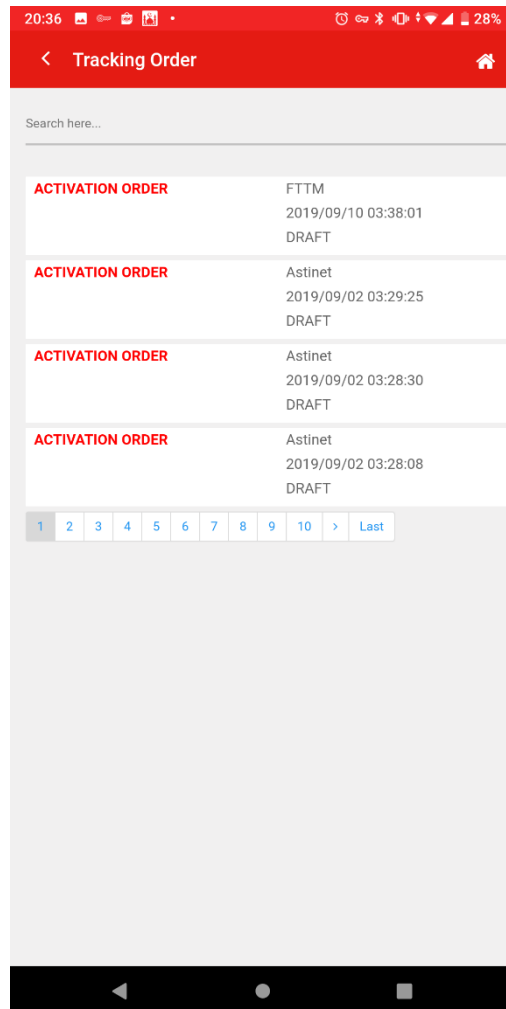 20:36 28%
Tracking Order
Search here...
ACTIVATION ORDER FTTM
2019/09/10 03:38:01
DRAFT
ACTIVATION ORDER Astinet
2019/09/02 03:29:25
DRAFT
ACTIVATION ORDER Astinet
2019/09/02 03:28:30
DRAFT
ACTIVATION ORDER Astinet
2019/09/02 03:28:08
DRAFT
1 2 3 4 5 6 7 8 9 10 > Last